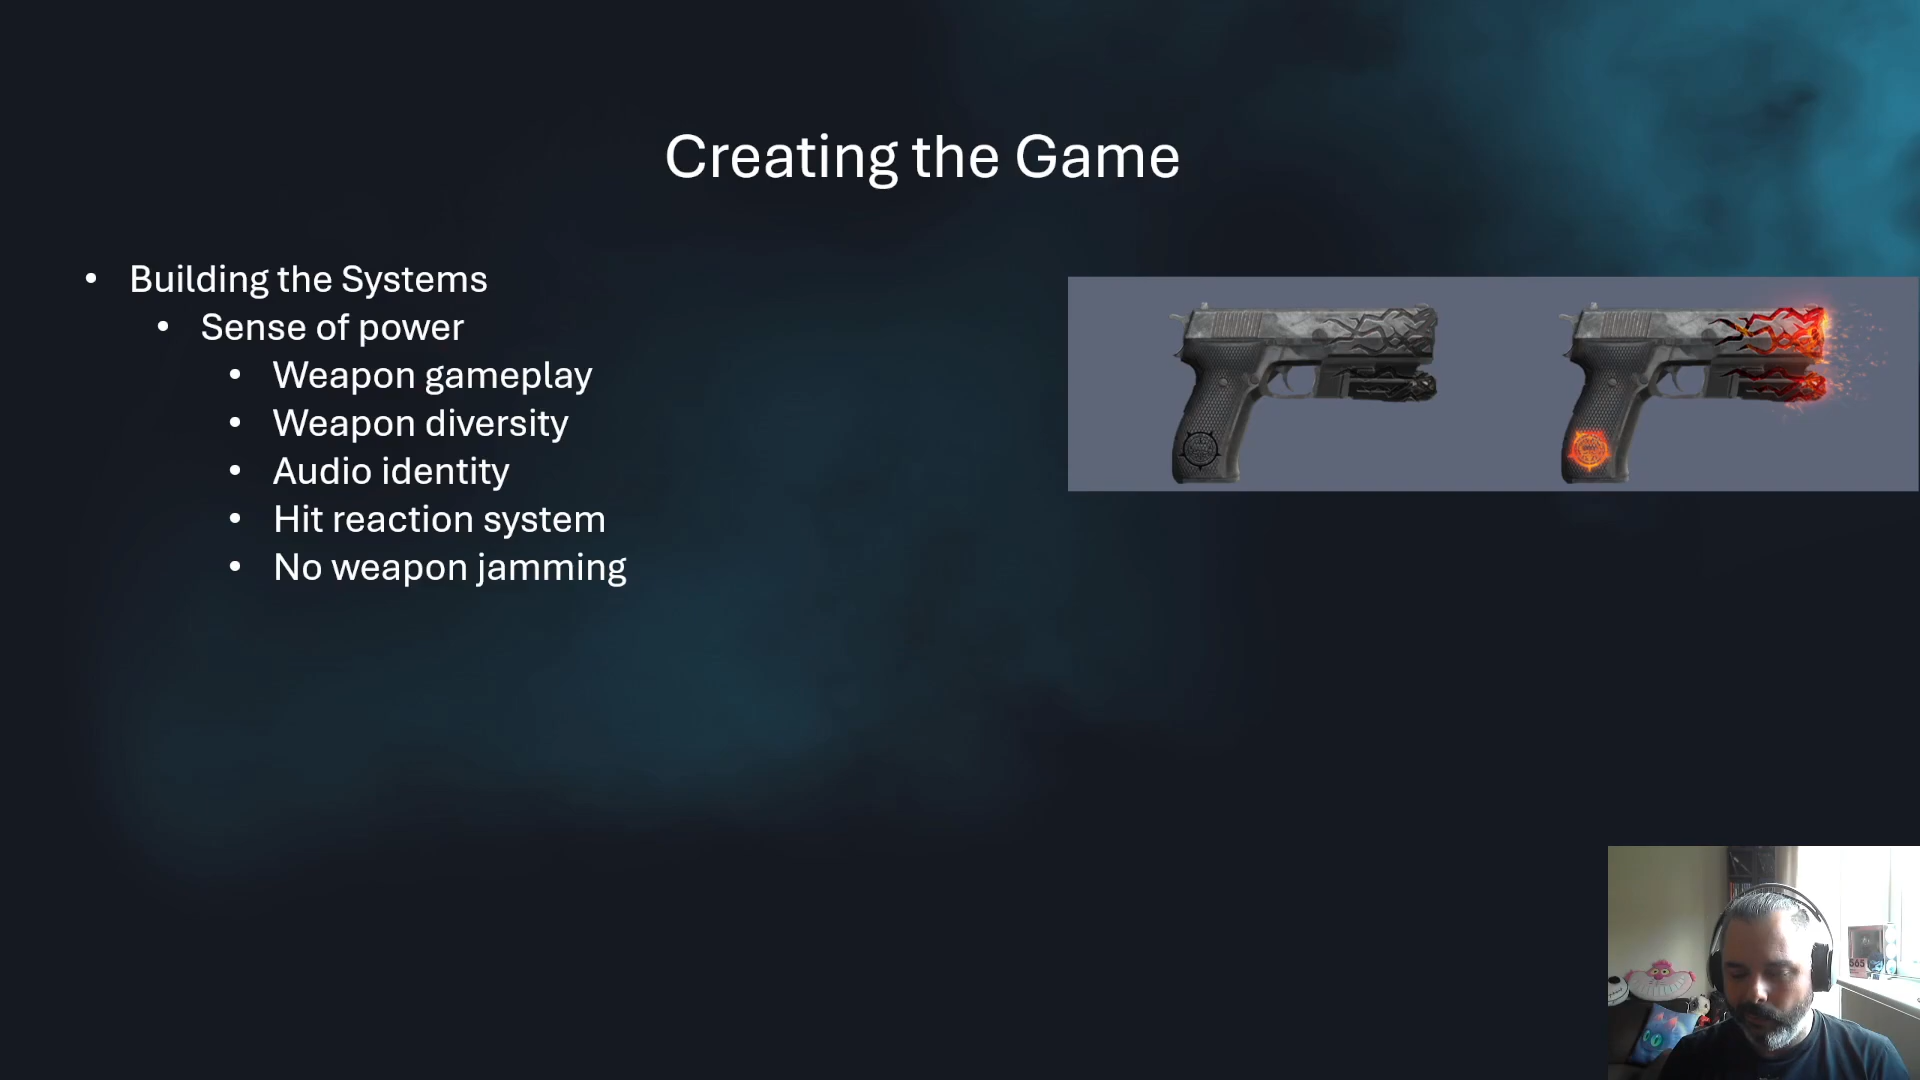 Creating the Game
• Building the Systems
• Sense of power
• Weapon gameplay
• Weapon diversity
• Audio identity
• Hit reaction system
• No weapon jamming
565